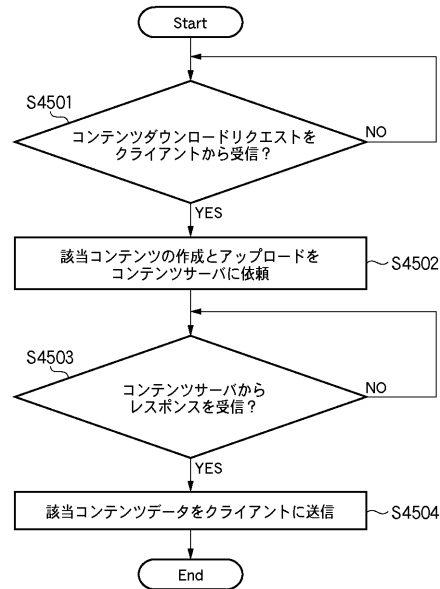 Start
S4501
コンテンツダウンロードリクエストを
クライアントから受信？
NO
YES
該当コンテンツの作成とアップロードを
コンテンツサーバに依頼
S4502
S4503
コンテンツサーバから
レスポンスを受信？
NO
YES
該当コンテンツデータをクライアントに送信
S4504
End